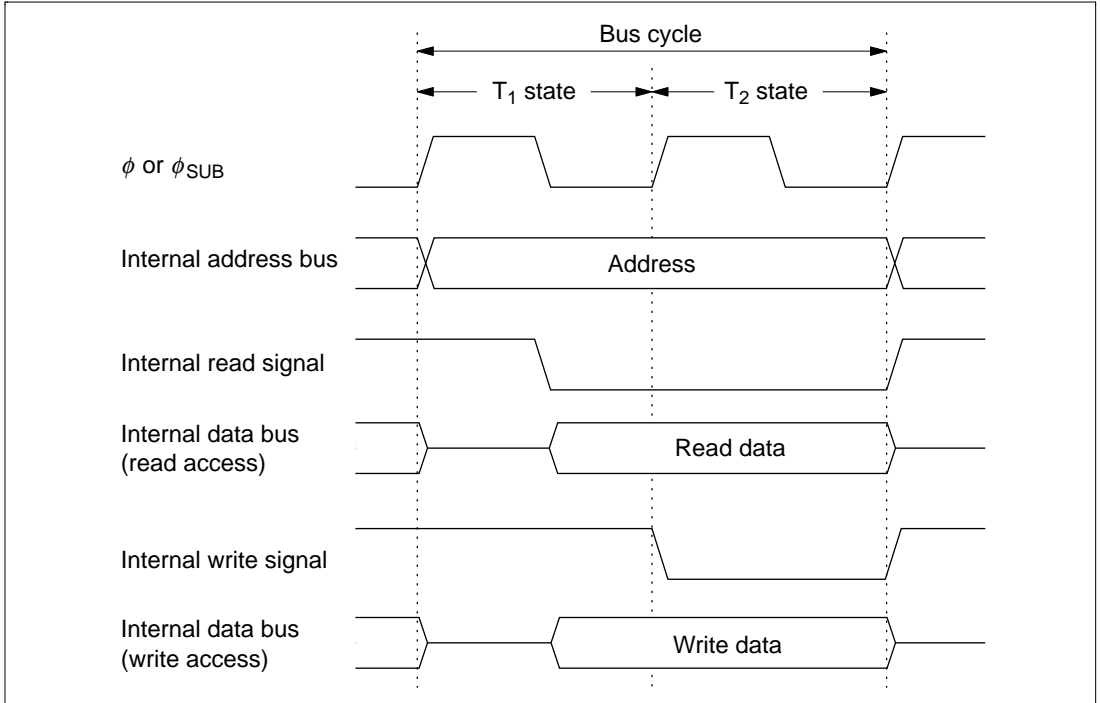 Bus cycle
T₁ state
T₂ state
ϕ or ϕSUB
Internal address bus
Address
Internal read signal
Internal data bus
(read access)
Read data
Internal write signal
Internal data bus
(write access)
Write data